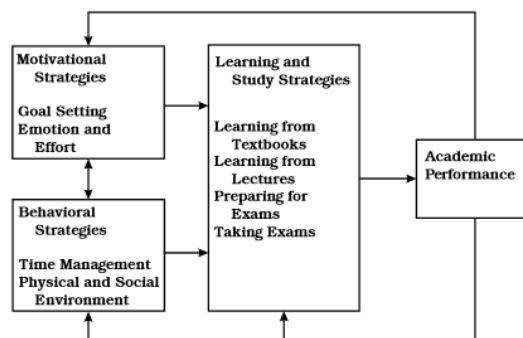 Motivational
Strategies
Goal Setting
Emotion and
Effort
Behavioral
Strategies
Time Management
Physical and Social
Environment
Learning and
Study Strategies
Learning from
Textbooks
Learning from
Lectures
Preparing for
Exams
Taking Exams
Academic
Performance